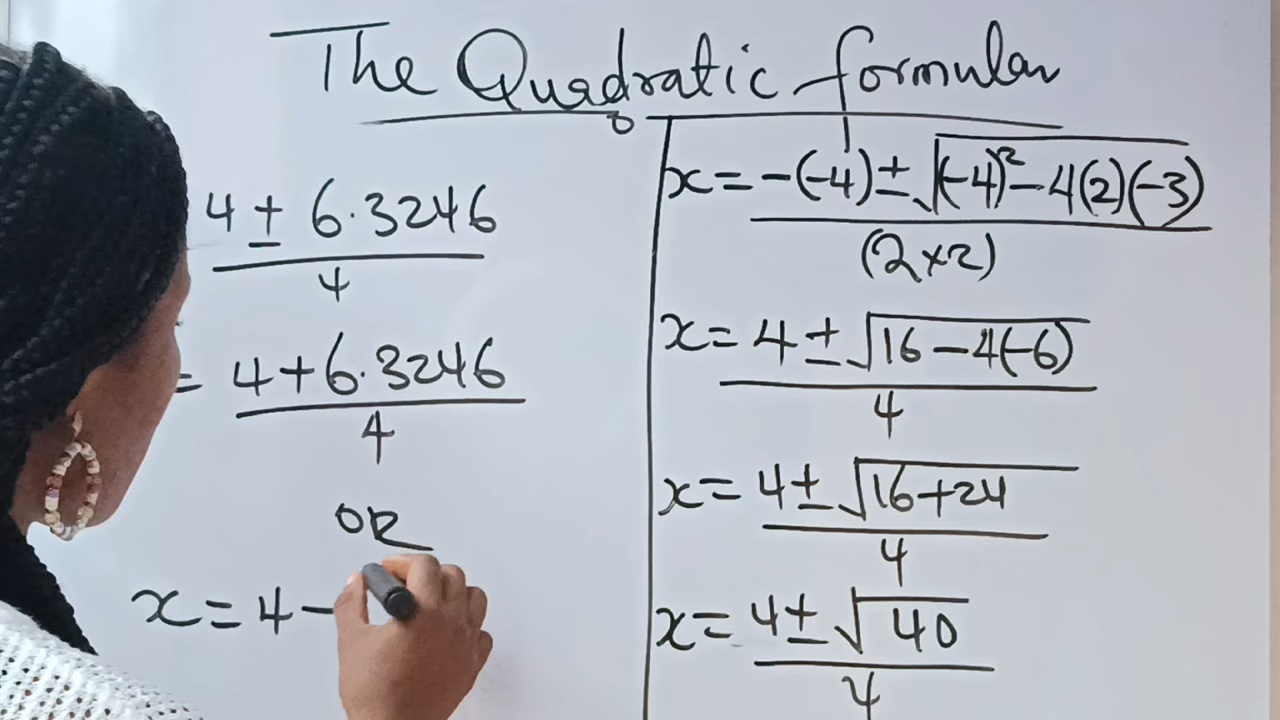 The Quadratic formular
x = -(-4) ± √(-4)² - 4(2)(-3)
(2×2)
x = 4 ± √16 - 4(-6)
4
x = 4 ± √16 + 24
4
x = 4 ± √40
4
4 ± 6.3246
4
= 4 + 6.3246
4
OR
x = 4 -